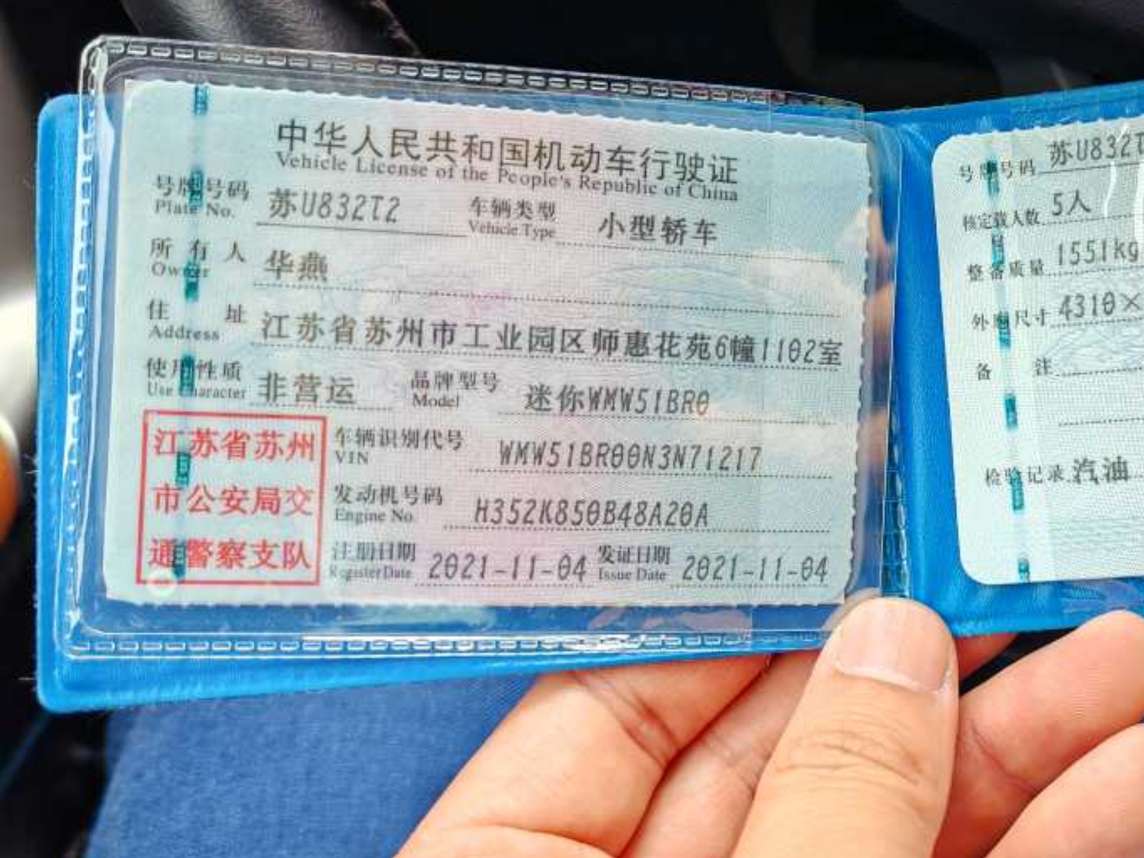 中华人民共和国机动车行驶证
Vehicle License of the People's Republic of China
号牌号码 苏U832T2 车辆类型 小型轿车
Plate No. Vehicle Type
所有人 华燕
Owner
住址 江苏省苏州市工业园区师惠花苑6幢1102室
Address
使用性质 非营运 品牌型号 迷你WMW51BR0
Use Character Model
江苏省苏州
市公安局交
通警察支队
车辆识别代号 WMW51BR00N3N71217
VIN
发动机号码 H352K850B48A20A
Engine No.
注册日期 2021-11-04 发证日期 2021-11-04
Register Date Issue Date
号牌号码 苏U832T
核定载人数 5人
整备质量 1551kg
外廓尺寸 4310×
备注
检验记录 汽油